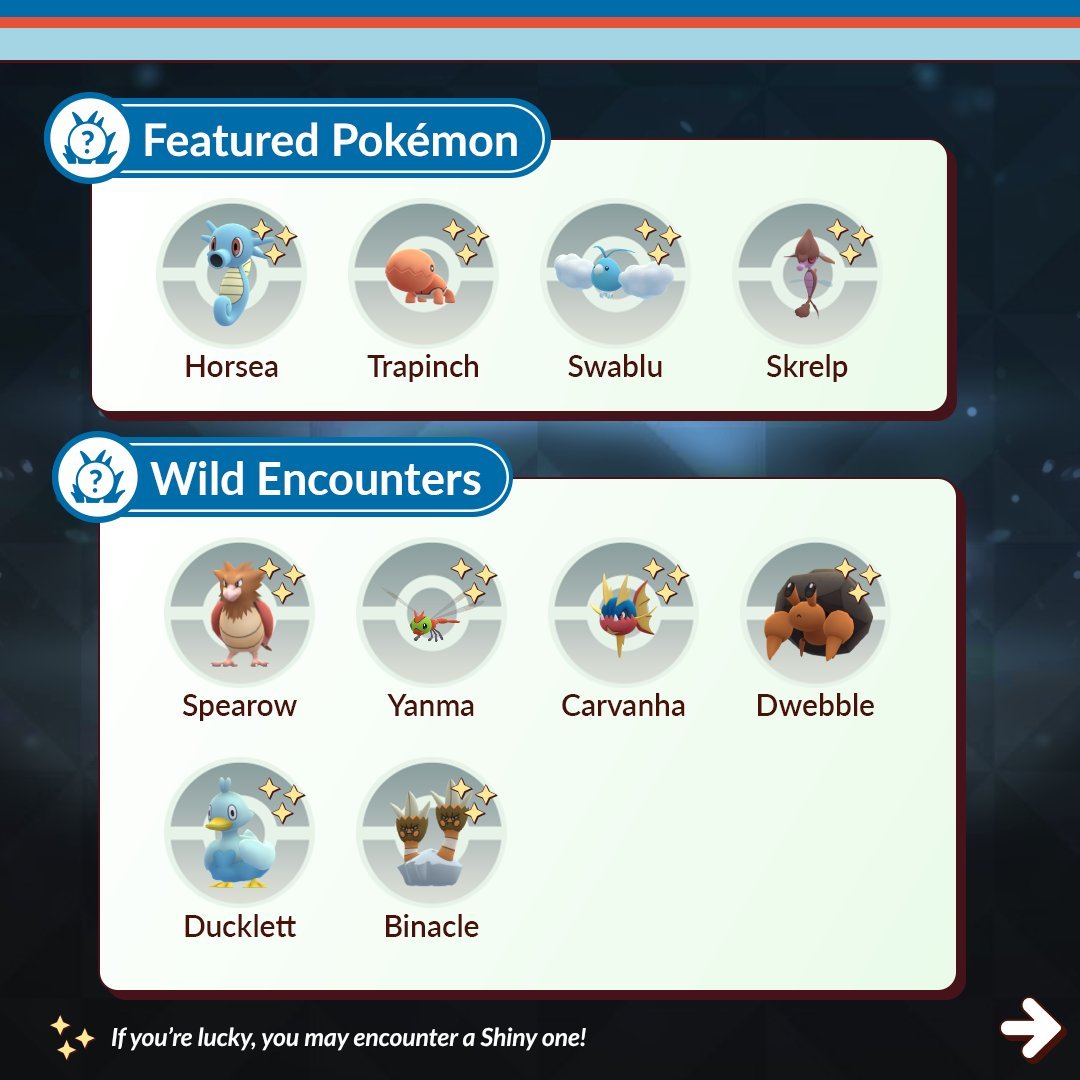 ? Featured Pokémon
Horsea Trapinch Swablu Skrelp
? Wild Encounters
Spearow Yanma Carvanha Dwebble
Ducklett Binacle
If you're lucky, you may encounter a Shiny one!